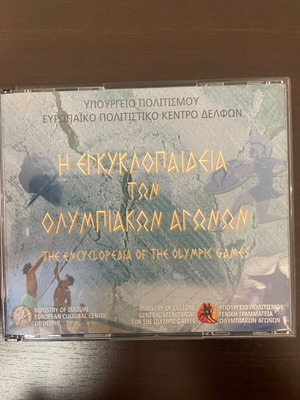 ΥΠΟΥΡΓΕΙΟ ΠΟΛΙΤΙΣΜΟΥ
ΕΥΡΩΠΑΪΚΟ ΠΟΛΙΤΙΣΤΙΚΟ ΚΕΝΤΡΟ ΔΕΛΦΩΝ
Η ΕΓΚΥΚΛΟΠΑΙΔΕΙΑ
ΤΩΝ
ΟΛΥΜΠΙΑΚΩΝ ΑΓΩΝΩΝ
THE ENCYCLOPEDIA OF THE OLYMPIC GAMES
MINISTRY OF CULTURE
EUROPEAN CULTURAL CENTRE
OF DELPHI
MINISTRY OF CULTURE
GENERAL SECRETARIAT
FOR THE OLYMPIC GAMES
ΥΠΟΥΡΓΕΙΟ ΠΟΛΙΤΙΣΜΟΥ
ΓΕΝΙΚΗ ΓΡΑΜΜΑΤΕΙΑ
ΟΛΥΜΠΙΑΚΩΝ ΑΓΩΝΩΝ